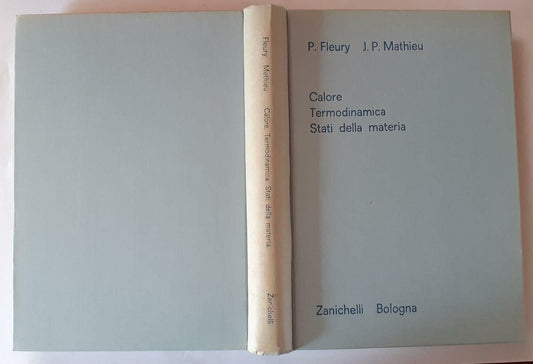 Fleury Mathieu Calore. Termodinamica Stati della materia. Zanichelli
P. Fleury J. P. Mathieu
Calore
Termodinamica
Stati della materia
Zanichelli Bologna